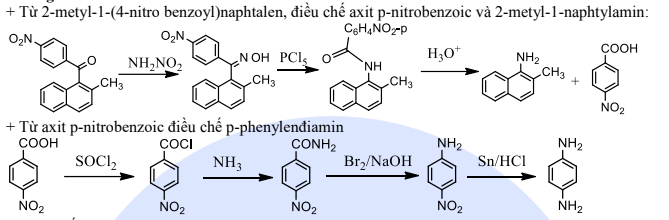 + Từ 2-metyl-1-(4-nitro benzoyl)naphtalen, điều chế axit p-nitrobenzoic và 2-metyl-1-naphtylamin:
O₂N
O
CH₃
NH₂NO₂
O₂N
NOH
CH₃
PCl₅
C₆H₄NO₂-p
O
NH
CH₃
H₃O⁺
NH₂
CH₃
+
COOH
NO₂
+ Từ axit p-nitrobenzoic điều chế p-phenylenđiamin
COOH
NO₂
SOCl₂
COCl
NO₂
NH₃
CONH₂
NO₂
Br₂/NaOH
NH₂
NO₂
Sn/HCl
NH₂
NH₂